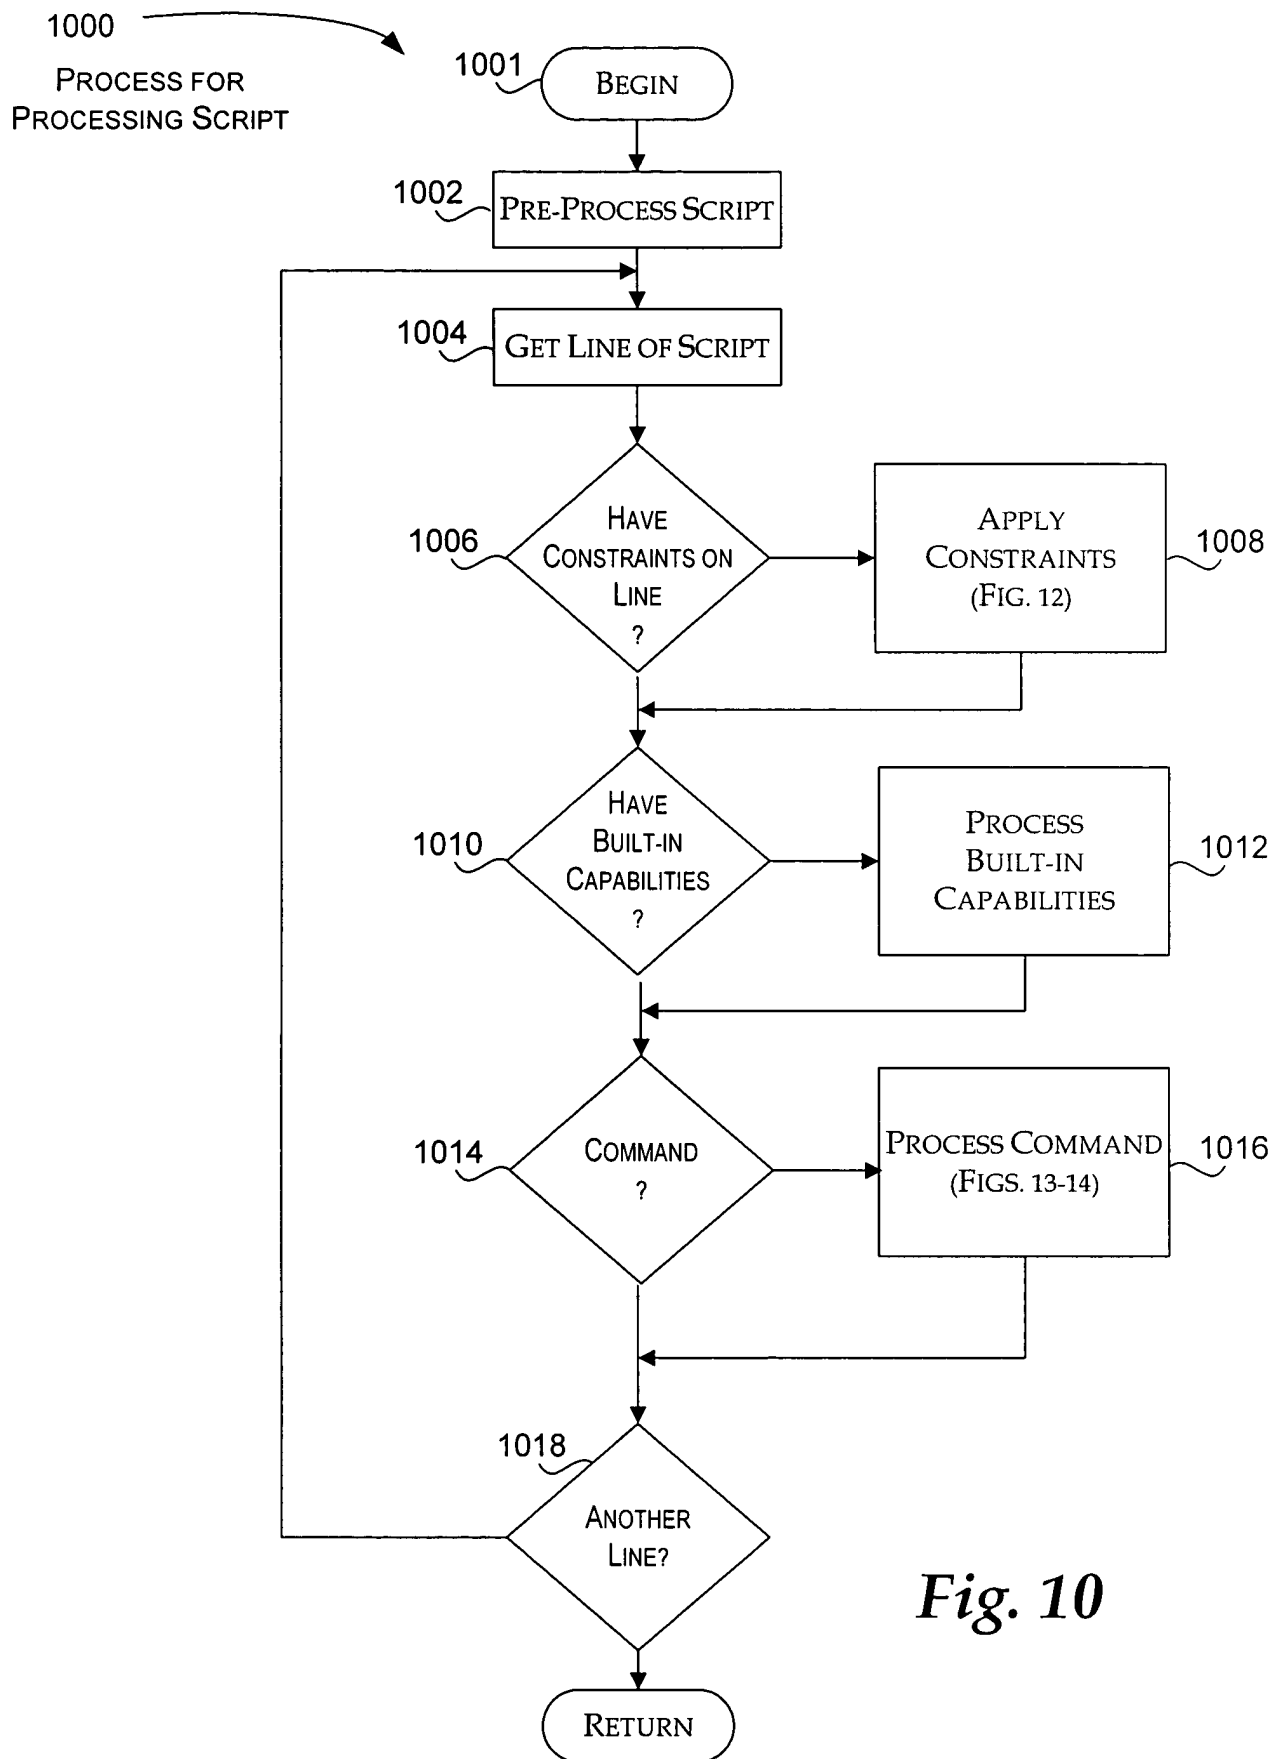 1000
PROCESS FOR
PROCESSING SCRIPT
1001
BEGIN
1002
PRE-PROCESS SCRIPT
1004
GET LINE OF SCRIPT
1006
HAVE
CONSTRAINTS ON
LINE
?
APPLY
CONSTRAINTS
(FIG. 12)
1008
1010
HAVE
BUILT-IN
CAPABILITIES
?
PROCESS
BUILT-IN
CAPABILITIES
1012
1014
COMMAND
?
PROCESS COMMAND
(FIGS. 13-14)
1016
1018
ANOTHER
LINE?
Fig. 10
RETURN